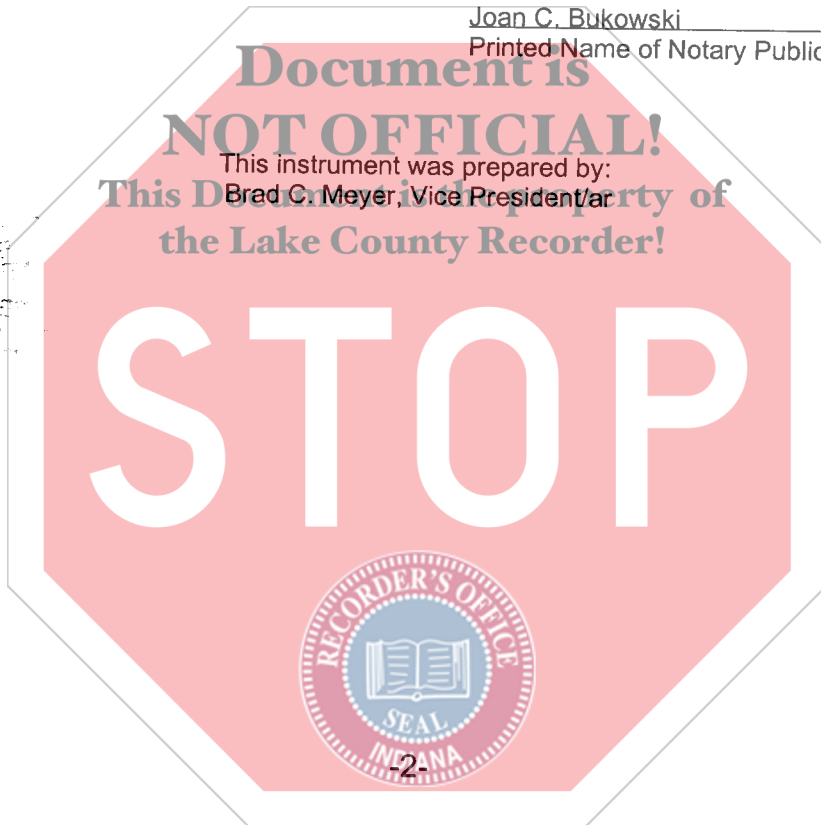 Joan C. Bukowski
Printed Name of Notary Public
Document is
NOT OFFICIAL!
This instrument was prepared by:
This Document is the property of
Brad C. Meyer, Vice President/ar
the Lake County Recorder!
STOP
RECORDER'S OFFICE
SEAL
INDIANA
-2-